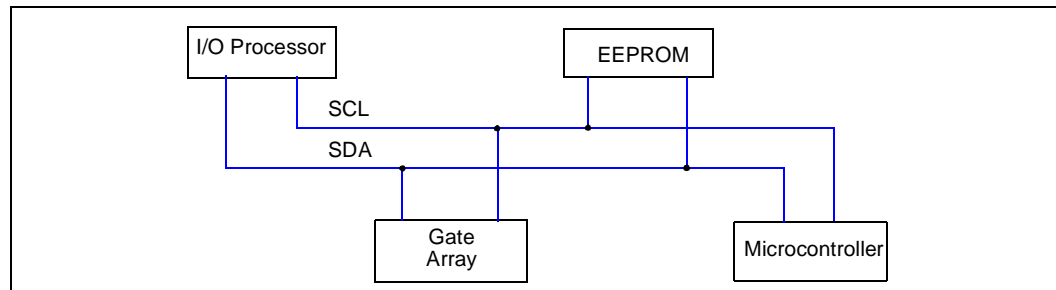 I/O Processor
EEPROM
SCL
SDA
Gate
Array
Microcontroller